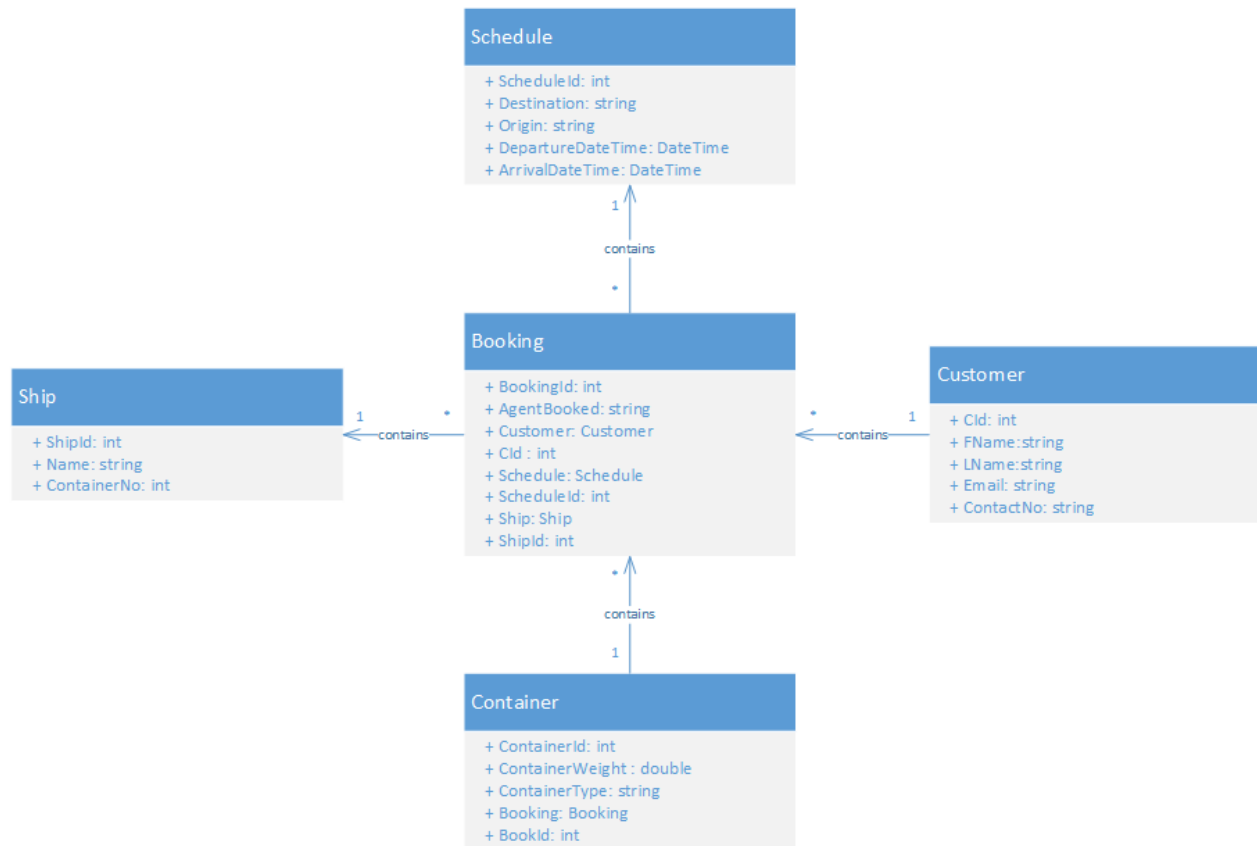 Schedule
+ ScheduleId: int
+ Destination: string
+ Origin: string
+ DepartureDateTime: DateTime
+ ArrivalDateTime: DateTime
1
contains
*
Booking
+ BookingId: int
+ AgentBooked: string
+ Customer: Customer
+ CId : int
+ Schedule: Schedule
+ ScheduleId: int
+ Ship: Ship
+ ShipId: int
Ship
+ ShipId: int
+ Name: string
+ ContainerNo: int
1
contains
*
Customer
+ CId: int
+ FName:string
+ LName:string
+ Email: string
+ ContactNo: string
*
contains
1
*
contains
1
Container
+ ContainerId: int
+ ContainerWeight : double
+ ContainerType: string
+ Booking: Booking
+ BookId: int